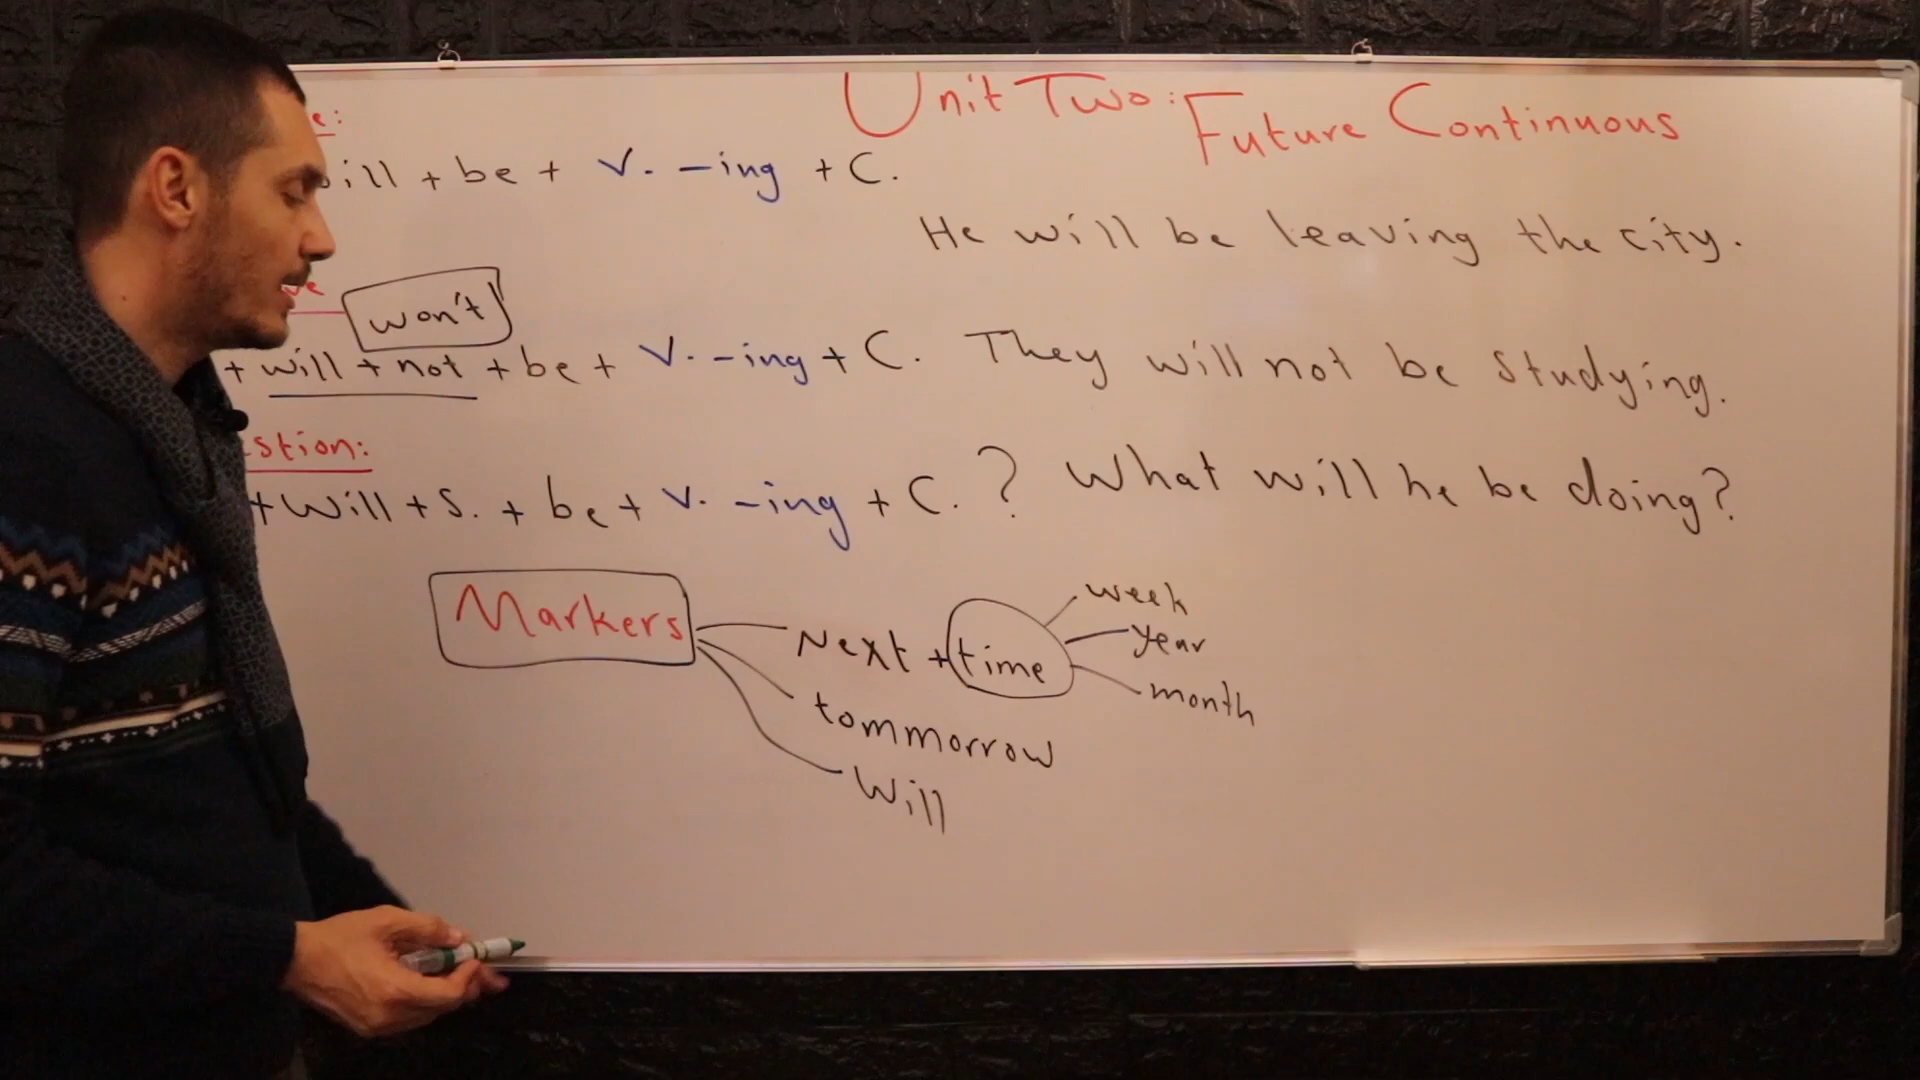 Unit Two: Future Continuous
e:
will + be + V. -ing + C.
He will be leaving the city.
ve
won't
+ will + not + be + V. -ing + C. They will not be studying.
stion:
+ Will + S. + be + V. -ing + C. ? What will he be doing?
Markers
Next + time
week
year
month
tommorrow
Will